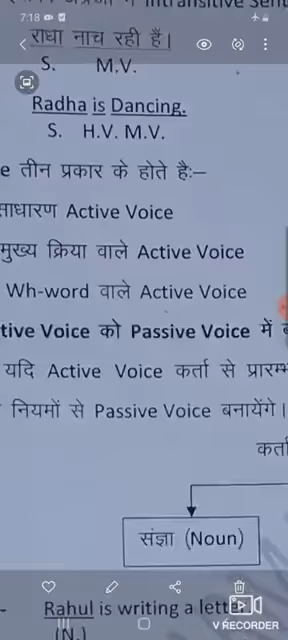 Intransitive
7:18
राधा नाच रही है।
S. M.V.
Radha is Dancing.
S. H.V. M.V.
e तीन प्रकार के होते है:–
साधारण Active Voice
मुख्य क्रिया वाले Active Voice
Wh-word वाले Active Voice
tive Voice को Passive Voice में
यदि Active Voice कर्ता से प्रारम्भ
नियमों से Passive Voice बनायेंगे।
कर्ता
संज्ञा (Noun)
- Rahul is writing a letter
(N.)
V RECORDER